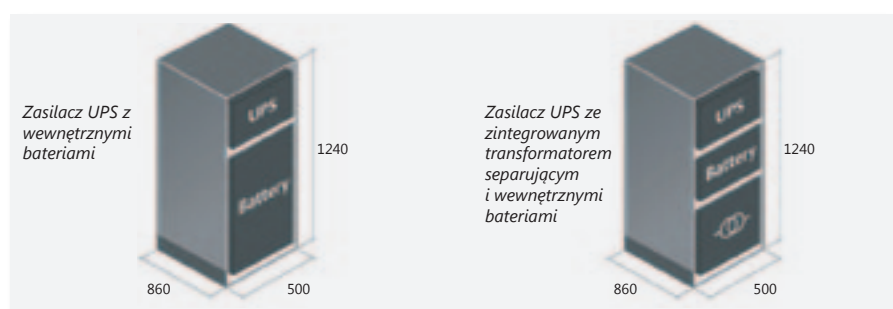 Zasilacz UPS z
wewnętrznymi
bateriami
UPS
Battery
1240
860
500
Zasilacz UPS ze
zintegrowanym
transformatorem
separującym
i wewnętrznymi
bateriami
UPS
Battery
1240
860
500